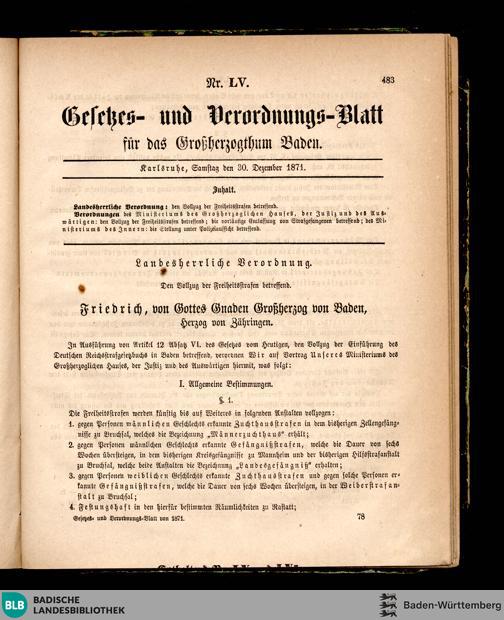 Nr. LV.
483
Gesetzes- und Verordnungs-Blatt
für das Großherzogthum Baden.
Karlsruhe, Samstag den 30. Dezember 1871.
Inhalt.
Landesherrliche Verordnung: den Vollzug der Freiheitsstrafen betreffend.
Verordnungen des Ministeriums des Großherzoglichen Hauses, der Justiz und des Aus-
wärtigen: den Vollzug der Freiheitsstrafen betreffend; die vorläufige Entlassung von Strafgefangenen betreffend; des Mi-
nisteriums des Innern: die Stellung unter Polizeiaufsicht betreffend.
Landesherrliche Verordnung.
Den Vollzug der Freiheitsstrafen betreffend.
Friedrich, von Gottes Gnaden Großherzog von Baden,
Herzog von Zähringen.
In Ausführung von Artikel 12 Absatz VI. des Gesetzes vom Heutigen, den Vollzug der Einführung des
Deutschen Reichsstrafgesetzbuchs in Baden betreffend, verordnen Wir auf Vortrag Unseres Ministeriums des
Großherzoglichen Hauses, der Justiz und des Auswärtigen hiermit, was folgt:
I. Allgemeine Bestimmungen.
§. 1.
Die Freiheitsstrafen werden künftig bis auf Weiteres in folgenden Anstalten vollzogen:
1. gegen Personen männlichen Geschlechts erkannte Zuchthausstrafen in dem bisherigen Zellengefäng-
nisse zu Bruchsal, welches die Bezeichnung „Männerzuchthaus" erhält;
2. gegen Personen männlichen Geschlechts erkannte Gefängnißstrafen, welche die Dauer von sechs
Wochen übersteigen, in dem bisherigen Kreisgefängnisse zu Mannheim und der bisherigen Hilfsstrafanstalt
zu Bruchsal, welche beide Anstalten die Bezeichnung „Landesgefängniß" erhalten;
3. gegen Personen weiblichen Geschlechts erkannte Zuchthausstrafen und gegen solche Personen er-
kannte Gefängnißstrafen, welche die Dauer von sechs Wochen übersteigen, in der Weiberstrafan-
stalt zu Bruchsal;
4. Festungshaft in den hierfür bestimmten Räumlichkeiten zu Rastatt;
Gesetzes- und Verordnungs-Blatt von 1871.
78
BLB BADISCHE
LANDESBIBLIOTHEK
Baden-Württemberg